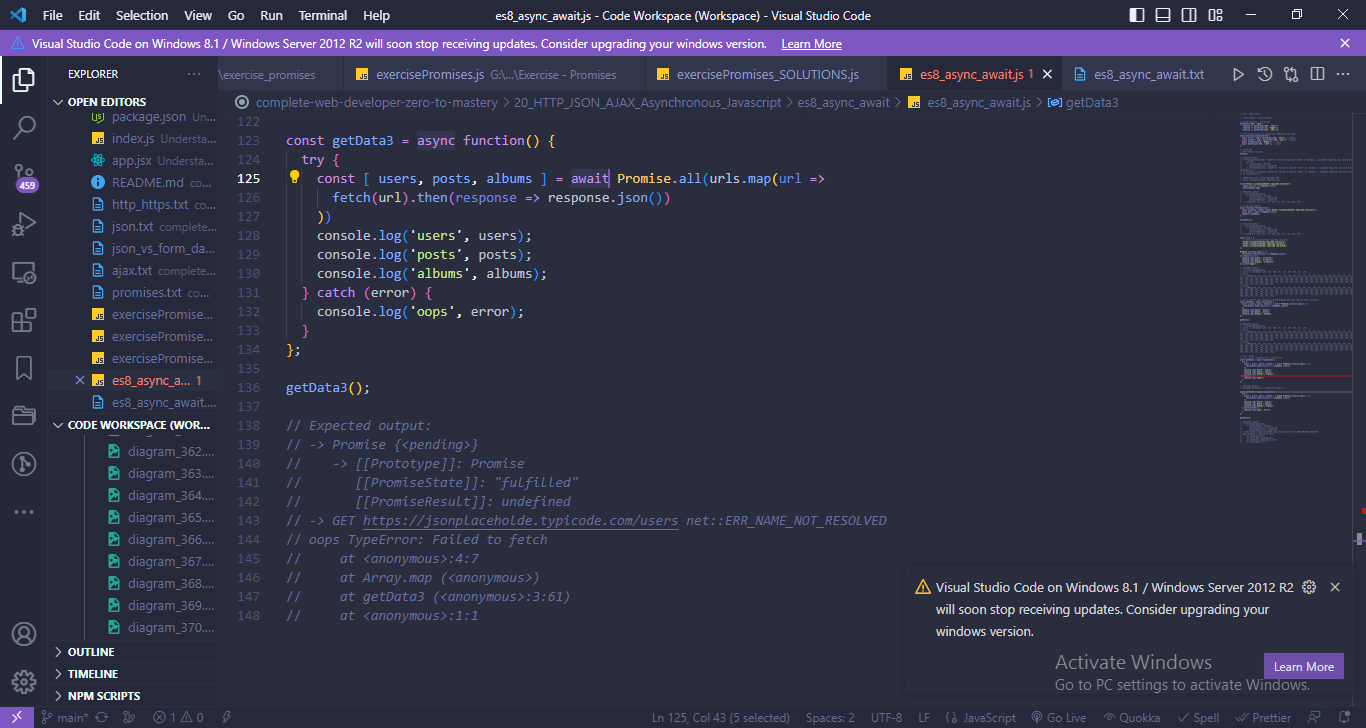 File Edit Selection View Go Run Terminal Help es8_async_await.js - Code Workspace (Workspace) - Visual Studio Code
Visual Studio Code on Windows 8.1 / Windows Server 2012 R2 will soon stop receiving updates. Consider upgrading your windows version. Learn More
EXPLORER
\exercise_promises exercisePromises.js G:\...\Exercise - Promises exercisePromises_SOLUTIONS.js es8_async_await.js 1 es8_async_await.txt
OPEN EDITORS
package.json Un...
index.js Understa...
app.jsx Understa...
README.md co...
http_https.txt co...
json.txt complete...
json_vs_form_da...
ajax.txt complete...
promises.txt co...
exercisePromise...
exercisePromise...
exercisePromise...
es8_async_a... 1
es8_async_await....
CODE WORKSPACE (WOR...
diagram_362....
diagram_363....
diagram_364....
diagram_365....
diagram_366....
diagram_367....
diagram_368....
diagram_369....
diagram_370....
OUTLINE
TIMELINE
NPM SCRIPTS
459
complete-web-developer-zero-to-mastery > 20_HTTP_JSON_AJAX_Asynchronous_Javascript > es8_async_await > es8_async_await.js > getData3
122
123 const getData3 = async function() {
124 try {
125 const [ users, posts, albums ] = await Promise.all(urls.map(url =>
126 fetch(url).then(response => response.json())
127 ))
128 console.log('users', users);
129 console.log('posts', posts);
130 console.log('albums', albums);
131 } catch (error) {
132 console.log('oops', error);
133 }
134 };
135
136 getData3();
137
138 // Expected output:
139 // -> Promise {<pending>}
140 // -> [[Prototype]]: Promise
141 // [[PromiseState]]: "fulfilled"
142 // [[PromiseResult]]: undefined
143 // -> GET https://jsonplaceholde.typicode.com/users net::ERR_NAME_NOT_RESOLVED
144 // oops TypeError: Failed to fetch
145 // at <anonymous>:4:7
146 // at Array.map (<anonymous>)
147 // at getData3 (<anonymous>:3:61)
148 // at <anonymous>:1:1
Visual Studio Code on Windows 8.1 / Windows Server 2012 R2
will soon stop receiving updates. Consider upgrading your
windows version.
Learn More
Activate Windows
Go to PC settings to activate Windows.
main* 1 0 Ln 125, Col 43 (5 selected) Spaces: 2 UTF-8 LF JavaScript Go Live Quokka Spell Prettier